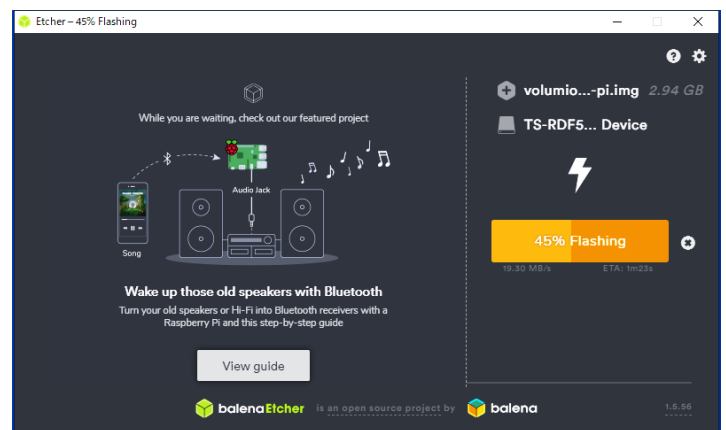 Etcher – 45% Flashing
While you are waiting, check out our featured project
Audio Jack
Song
Wake up those old speakers with Bluetooth
Turn your old speakers or Hi-Fi into Bluetooth receivers with a
Raspberry Pi and this step-by-step guide
View guide
volumio...-pi.img 2.94 GB
TS-RDF5... Device
45% Flashing
19.30 MB/s ETA: 1m23s
balenaEtcher is an open source project by balena 1.5.56